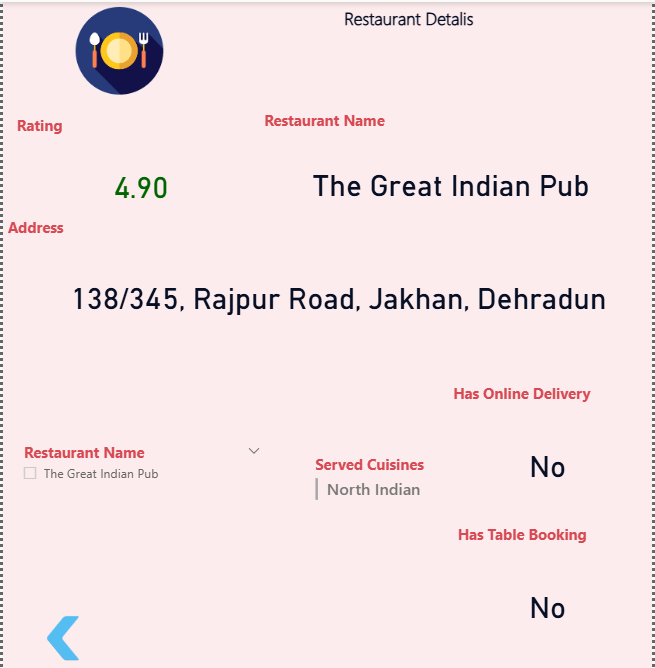 Restaurant Detalis
Rating
Restaurant Name
4.90
The Great Indian Pub
Address
138/345, Rajpur Road, Jakhan, Dehradun
Has Online Delivery
No
Restaurant Name
The Great Indian Pub
Served Cuisines
North Indian
Has Table Booking
No